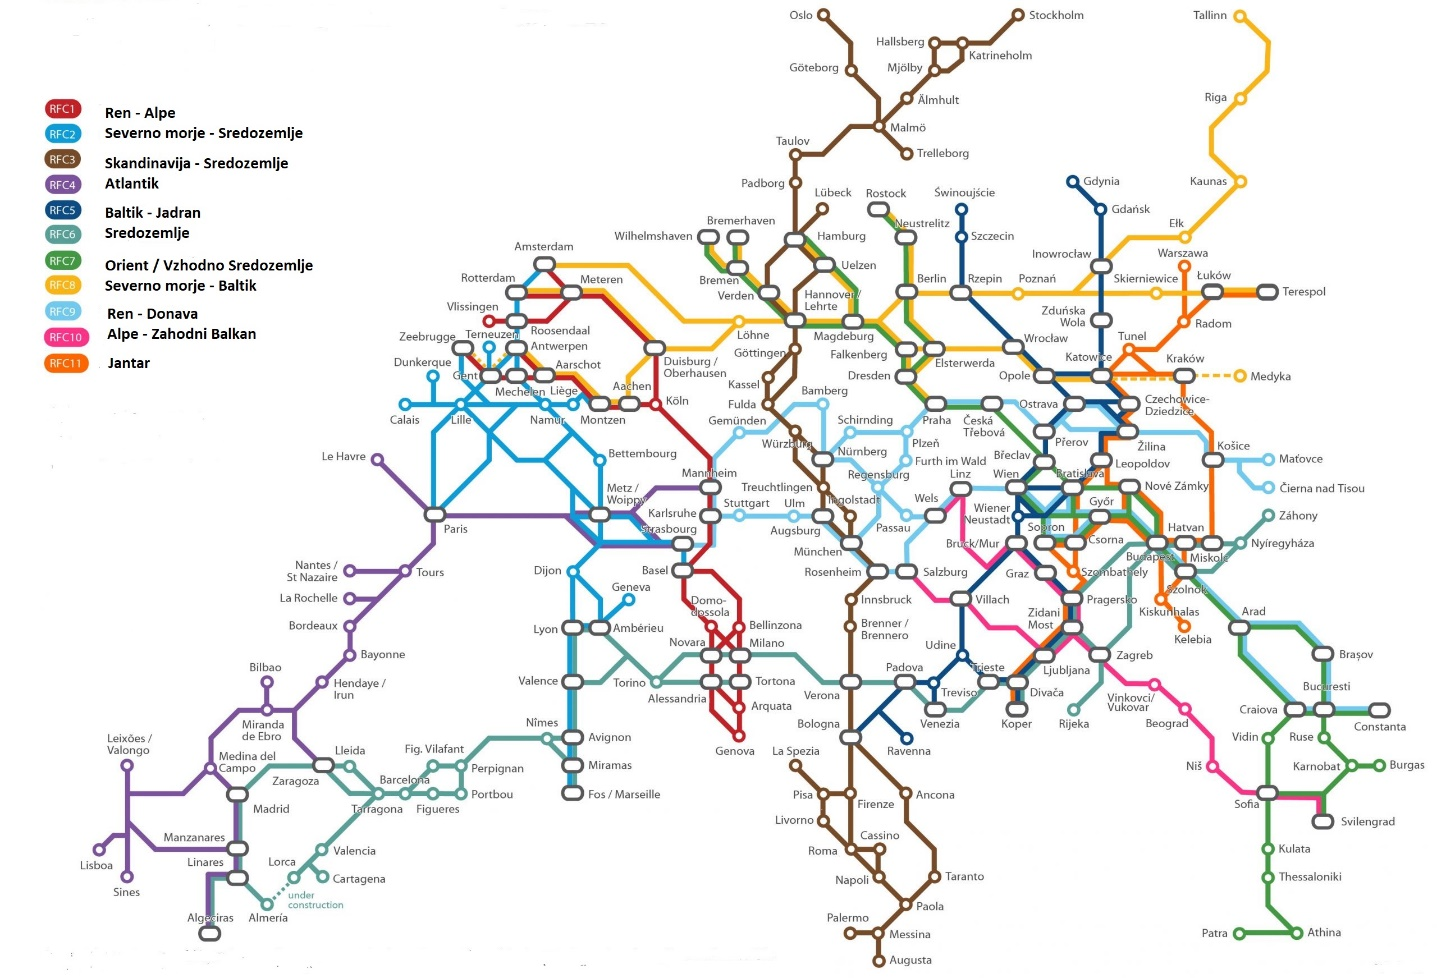 RFC1 Ren - Alpe
RFC2 Severno morje - Sredozemlje
RFC3 Skandinavija - Sredozemlje
RFC4 Atlantik
RFC5 Baltik - Jadran
RFC6 Sredozemlje
RFC7 Orient / Vzhodno Sredozemlje
RFC8 Severno morje - Baltik
RFC9 Ren - Donava
RFC10 Alpe - Zahodni Balkan
RFC11 Jantar
Oslo
Stockholm
Tallinn
Hallsberg
Katrineholm
Göteborg
Mjölby
Älmhult
Riga
Malmö
Taulov
Trelleborg
Padborg
Lübeck
Rostock
Świnoujście
Gdynia
Kaunas
Gdańsk
Bremerhaven
Wilhelmshaven
Hamburg
Neustrelitz
Szczecin
Ełk
Amsterdam
Uelzen
Inowrocław
Warszawa
Rotterdam
Meteren
Bremen
Verden
Hannover/
Lehrte
Berlin
Rzepin
Poznań
Skierniewice
Łuków
Terespol
Vlissingen
Roosendaal
Zeebrugge
Terneuzen
Antwerpen
Löhne
Magdeburg
Zduńska
Wola
Radom
Tunel
Dunkerque
Gent
Mechelen
Aarschot
Liège
Aachen
Duisburg /
Oberhausen
Göttingen
Falkenberg
Elsterwerda
Wrocław
Katowice
Kraków
Kassel
Dresden
Opole
Medyka
Calais
Lille
Namur
Montzen
Köln
Fulda
Bamberg
Gemünden
Schirnding
Praha
Česká
Třebová
Ostrava
Czechowice-
Dziedzice
Würzburg
Nürnberg
Plzeň
Přerov
Žilina
Košice
Le Havre
Bettembourg
Mannheim
Furth im Wald
Břeclav
Leopoldov
Maťovce
Metz /
Woippy
Treuchtlingen
Regensburg
Linz
Wien
Bratislava
Nové Zámky
Čierna nad Tisou
Paris
Karlsruhe
Strasbourg
Stuttgart
Ulm
Augsburg
Ingolstadt
Passau
Wels
Wiener
Neustadt
Sopron
Győr
Csorna
Hatvan
Záhony
München
Bruck/Mur
Budapest
Miskolc
Nyíregyháza
Nantes /
St Nazaire
Tours
Dijon
Basel
Rosenheim
Salzburg
Graz
Szombathely
Szolnok
La Rochelle
Geneva
Domo-
dossola
Innsbruck
Villach
Zidani
Most
Pragersko
Kiskunhalas
Arad
Bordeaux
Lyon
Ambérieu
Bellinzona
Brenner /
Brennero
Kelebia
Bayonne
Novara
Milano
Udine
Ljubljana
Zagreb
Brașov
Bilbao
Hendaye /
Irun
Valence
Torino
Alessandria
Tortona
Verona
Padova
Treviso
Trieste
Divača
Vinkovci/
Vukovar
Bucuresti
Miranda
de Ebro
Arquata
Venezia
Koper
Rijeka
Beograd
Craiova
Constanta
Leixões /
Valongo
Nîmes
Avignon
Genova
Bologna
Ravenna
Vidin
Ruse
Medina del
Campo
Lleida
Zaragoza
Fig. Vilafant
Barcelona
Perpignan
Miramas
La Spezia
Niš
Karnobat
Burgas
Madrid
Tarragona
Figueres
Portbou
Fos / Marseille
Pisa
Firenze
Ancona
Sofia
Svilengrad
Manzanares
Livorno
Cassino
Lisboa
Linares
Lorca
Valencia
Roma
Kulata
Sines
Cartagena
Napoli
Taranto
Thessaloniki
under
construction
Algeciras
Almería
Paola
Palermo
Messina
Patra
Athina
Augusta